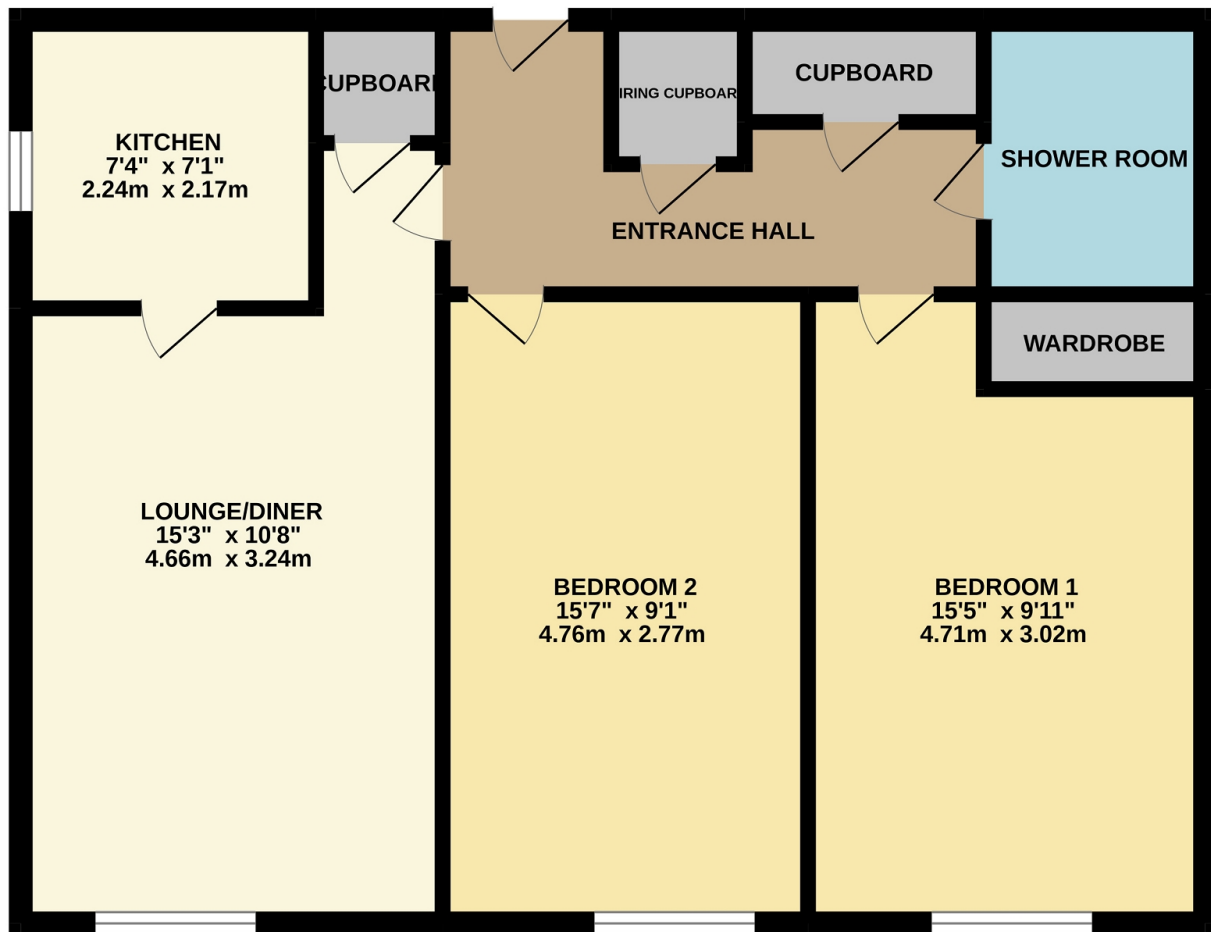 KITCHEN
7'4" x 7'1"
2.24m x 2.17m
CUPBOARD
IRING CUPBOAR
CUPBOARD
SHOWER ROOM
ENTRANCE HALL
WARDROBE
LOUNGE/DINER
15'3" x 10'8"
4.66m x 3.24m
BEDROOM 2
15'7" x 9'1"
4.76m x 2.77m
BEDROOM 1
15'5" x 9'11"
4.71m x 3.02m